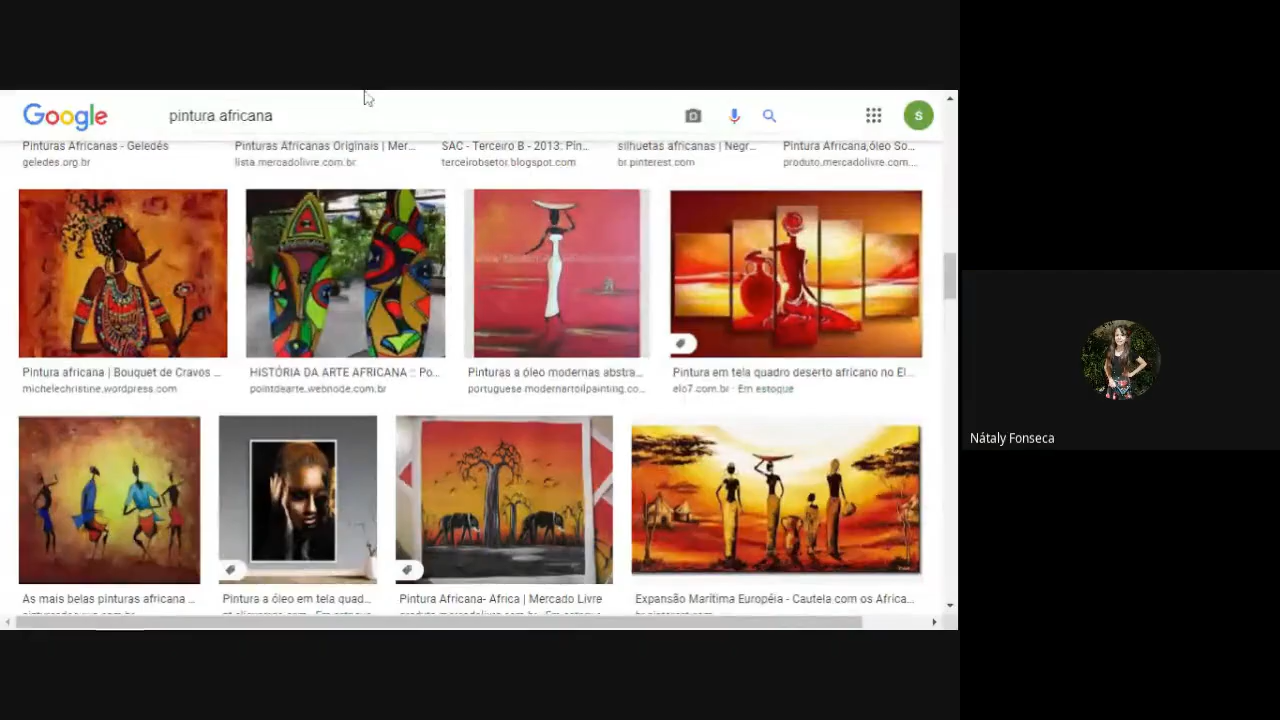 Google
pintura africana
S
Pinturas Africanas - Geledés
Pinturas Africanas Originais | Mer...
SAC - Terceiro B - 2013: Pin...
silhuetas africanas | Negr...
Pintura Africana,óleo So...
geledes.org.br
lista.mercadolivre.com.br
terceirobsetor.blogspot.com
br.pinterest.com
produto.mercadolivre.com....
Pintura africana | Bouquet de Cravos ...
HISTÓRIA DA ARTE AFRICANA :: Po...
Pinturas a óleo modernas abstra...
Pintura em tela quadro deserto africano no El...
michelechristine.wordpress.com
pointdaarte.webnode.com.br
portuguese.modernartoilpainting.co...
elo7.com.br · Em estoque
As mais belas pinturas africana ...
Pintura a óleo em tela quad...
Pintura Africana- Africa | Mercado Livre
Expansão Marítima Européia - Cautela com os Africa...
Nátaly Fonseca